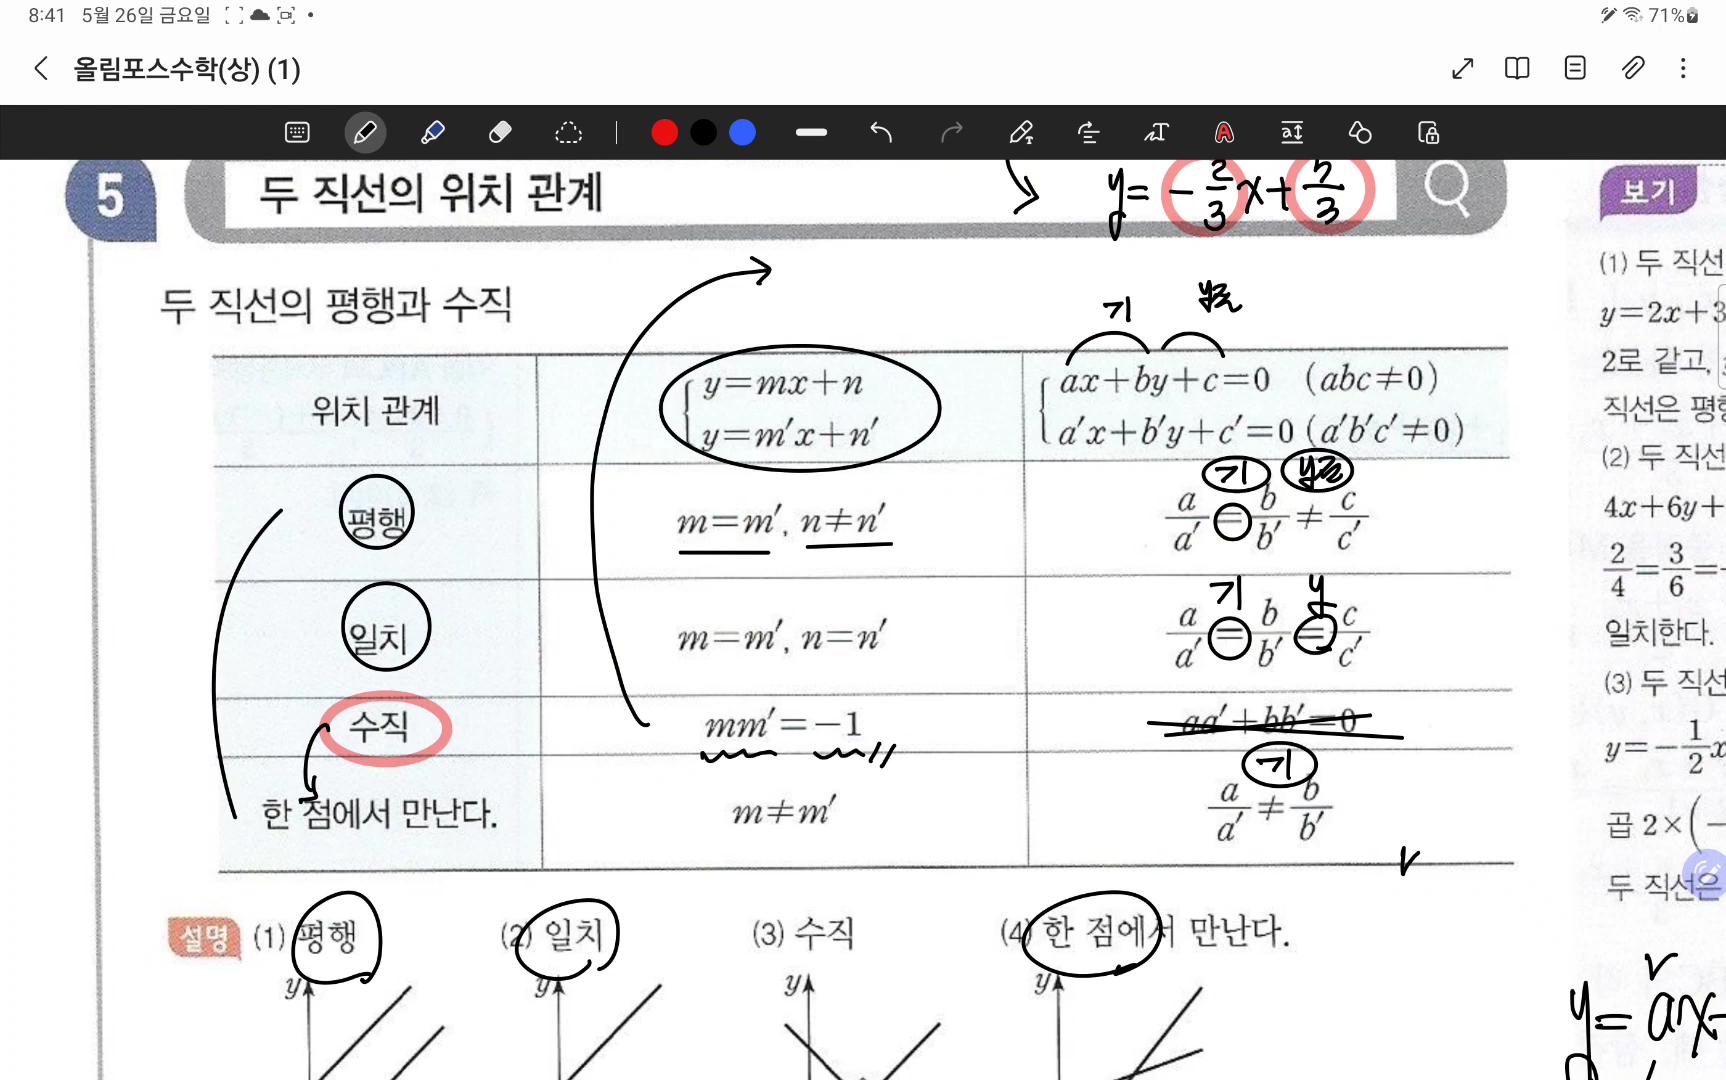 8:41 5월 26일 금요일
71%
올림포스수학(상) (1)
5 두 직선의 위치 관계
y = -2/3 x + 7/3
두 직선의 평행과 수직
기 y절
위치 관계
y=mx+n
y=m′x+n′
ax+by+c=0 (abc≠0)
a′x+b′y+c′=0 (a′b′c′≠0)
기 y절
평행 m=m′, n≠n′ a/a′=b/b′≠c/c′
기 y
일치 m=m′, n=n′ a/a′=b/b′=c/c′
수직 mm′=-1 aa′+bb′=0
기
한 점에서 만난다. m≠m′ a/a′≠b/b′
설명 (1) 평행 (2) 일치 (3) 수직 (4) 한 점에서 만난다.
y y y y
보기
(1) 두 직선
y=2x+3
2로 같고,
직선은 평행
(2) 두 직선
4x+6y+
2/4=3/6=
일치한다.
(3) 두 직선
y=-1/2x
곱 2×(-
두 직선은
y = ax